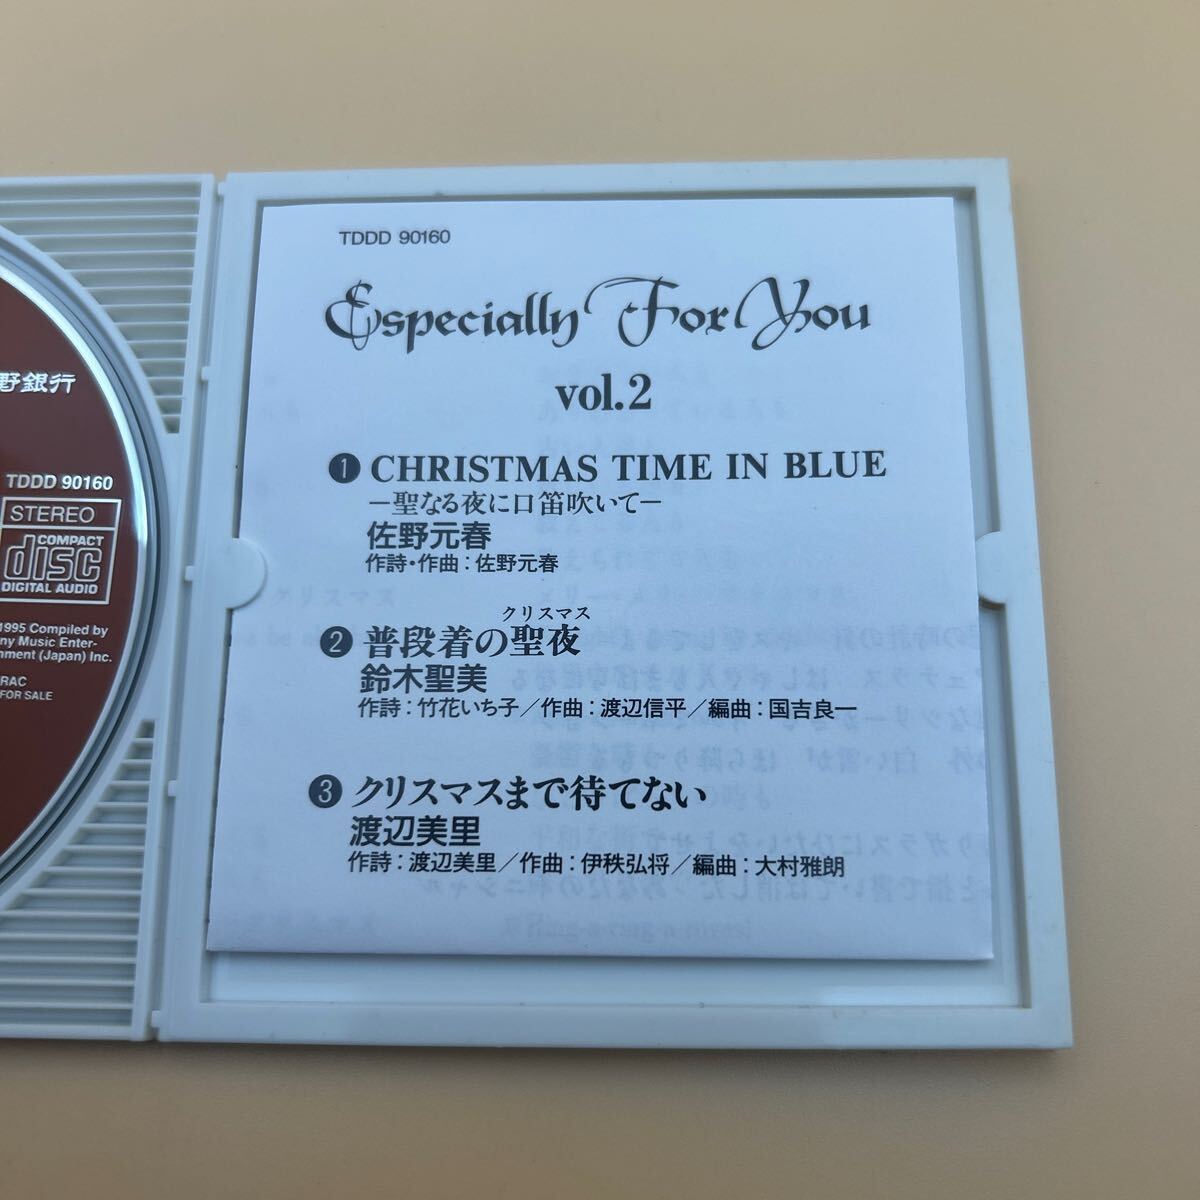 TDDD 90160
Especially For You
vol.2
❶ CHRISTMAS TIME IN BLUE
―聖なる夜に口笛吹いて―
佐野元春
作詩・作曲：佐野元春
クリスマス
❷ 普段着の聖夜
鈴木聖美
作詩：竹花いち子／作曲：渡辺信平／編曲：国吉良一
❸ クリスマスまで待てない
渡辺美里
作詩：渡辺美里／作曲：伊秩弘将／編曲：大村雅朗
野銀行
TDDD 90160
STEREO
COMPACT
disc
DIGITAL AUDIO
1995 Compiled by
ny Music Enter-
nment (Japan) Inc.
RAC
FOR SALE